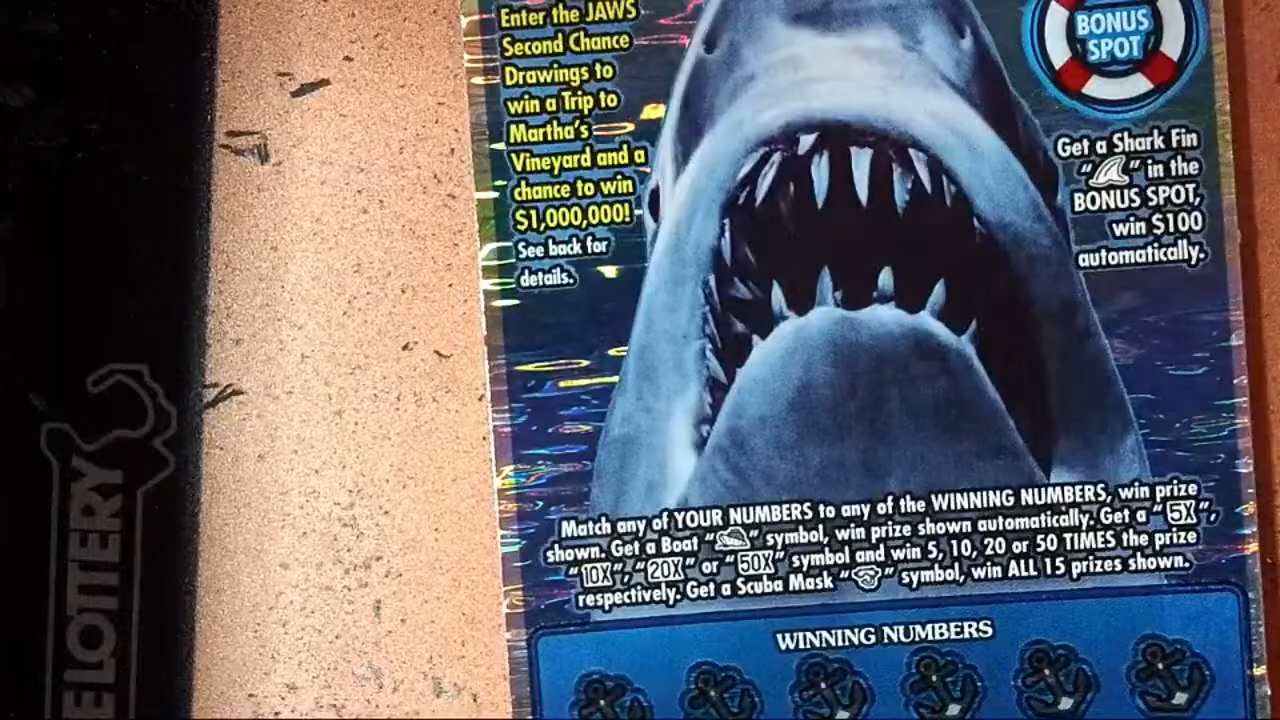 Enter the JAWS
Second Chance
Drawings to
win a Trip to
Martha's
Vineyard and a
chance to win
$1,000,000!
See back for
details.
BONUS
SPOT
Get a Shark Fin
" " in the
BONUS SPOT,
win $100
automatically.
Match any of YOUR NUMBERS to any of the WINNING NUMBERS, win prize
shown. Get a Boat " " symbol, win prize shown automatically. Get a "5X",
"10X", "20X" or "50X" symbol and win 5, 10, 20 or 50 TIMES the prize
respectively. Get a Scuba Mask " " symbol, win ALL 15 prizes shown.
WINNING NUMBERS
E LOTTERY